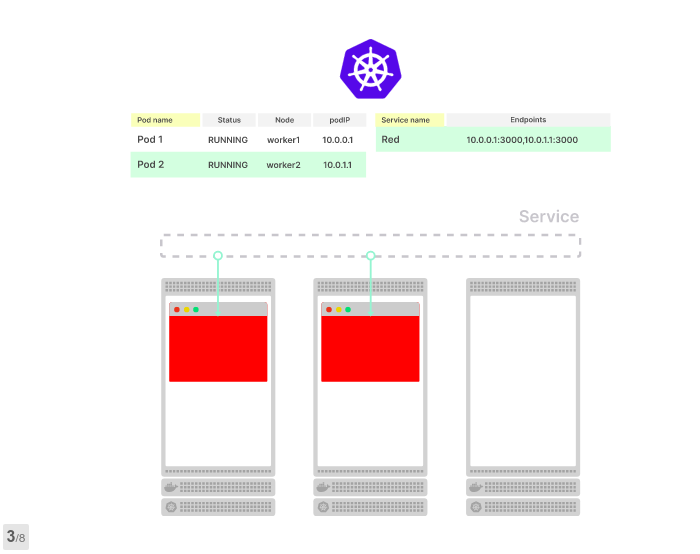 Pod name Status Node podIP Service name Endpoints
Pod 1 RUNNING worker1 10.0.0.1 Red 10.0.0.1:3000,10.0.1.1:3000
Pod 2 RUNNING worker2 10.0.1.1
Service
3/8